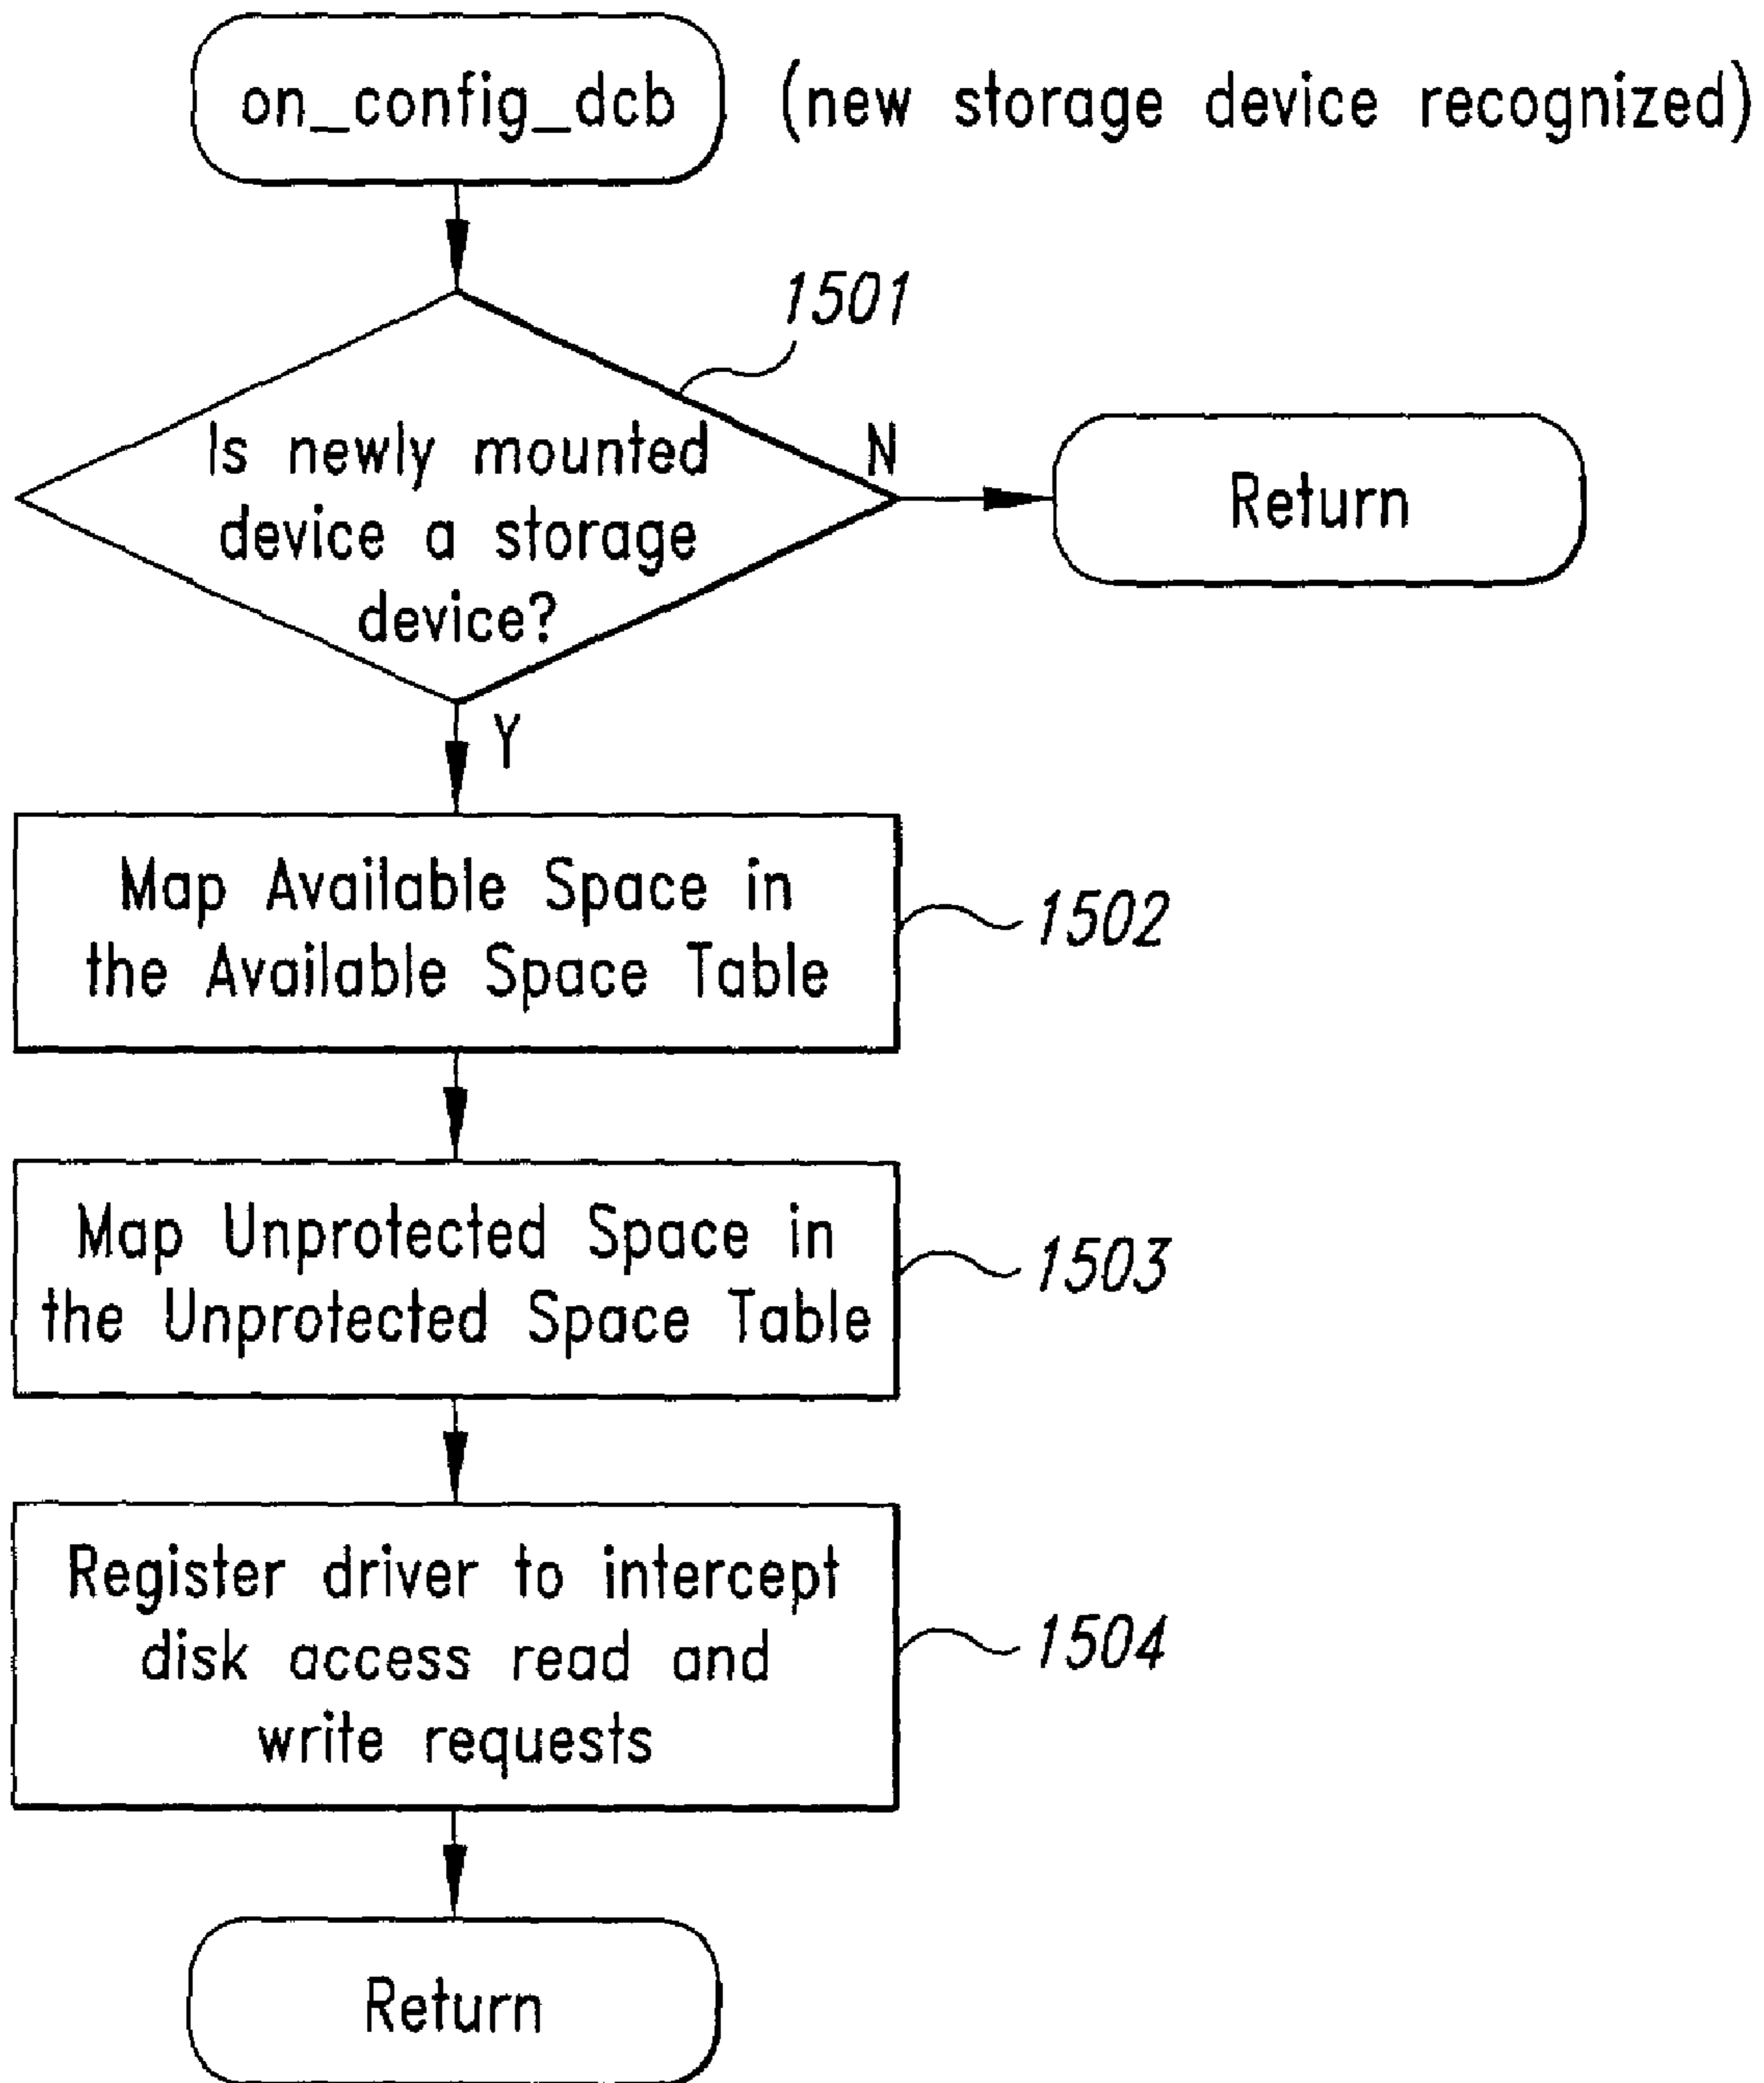 on_config_dcb (new storage device recognized)
1501
Is newly mounted
device a storage
device?
N
Return
Y
Map Available Space in
the Available Space Table
1502
Map Unprotected Space in
the Unprotected Space Table
1503
Register driver to intercept
disk access read and
write requests
1504
Return